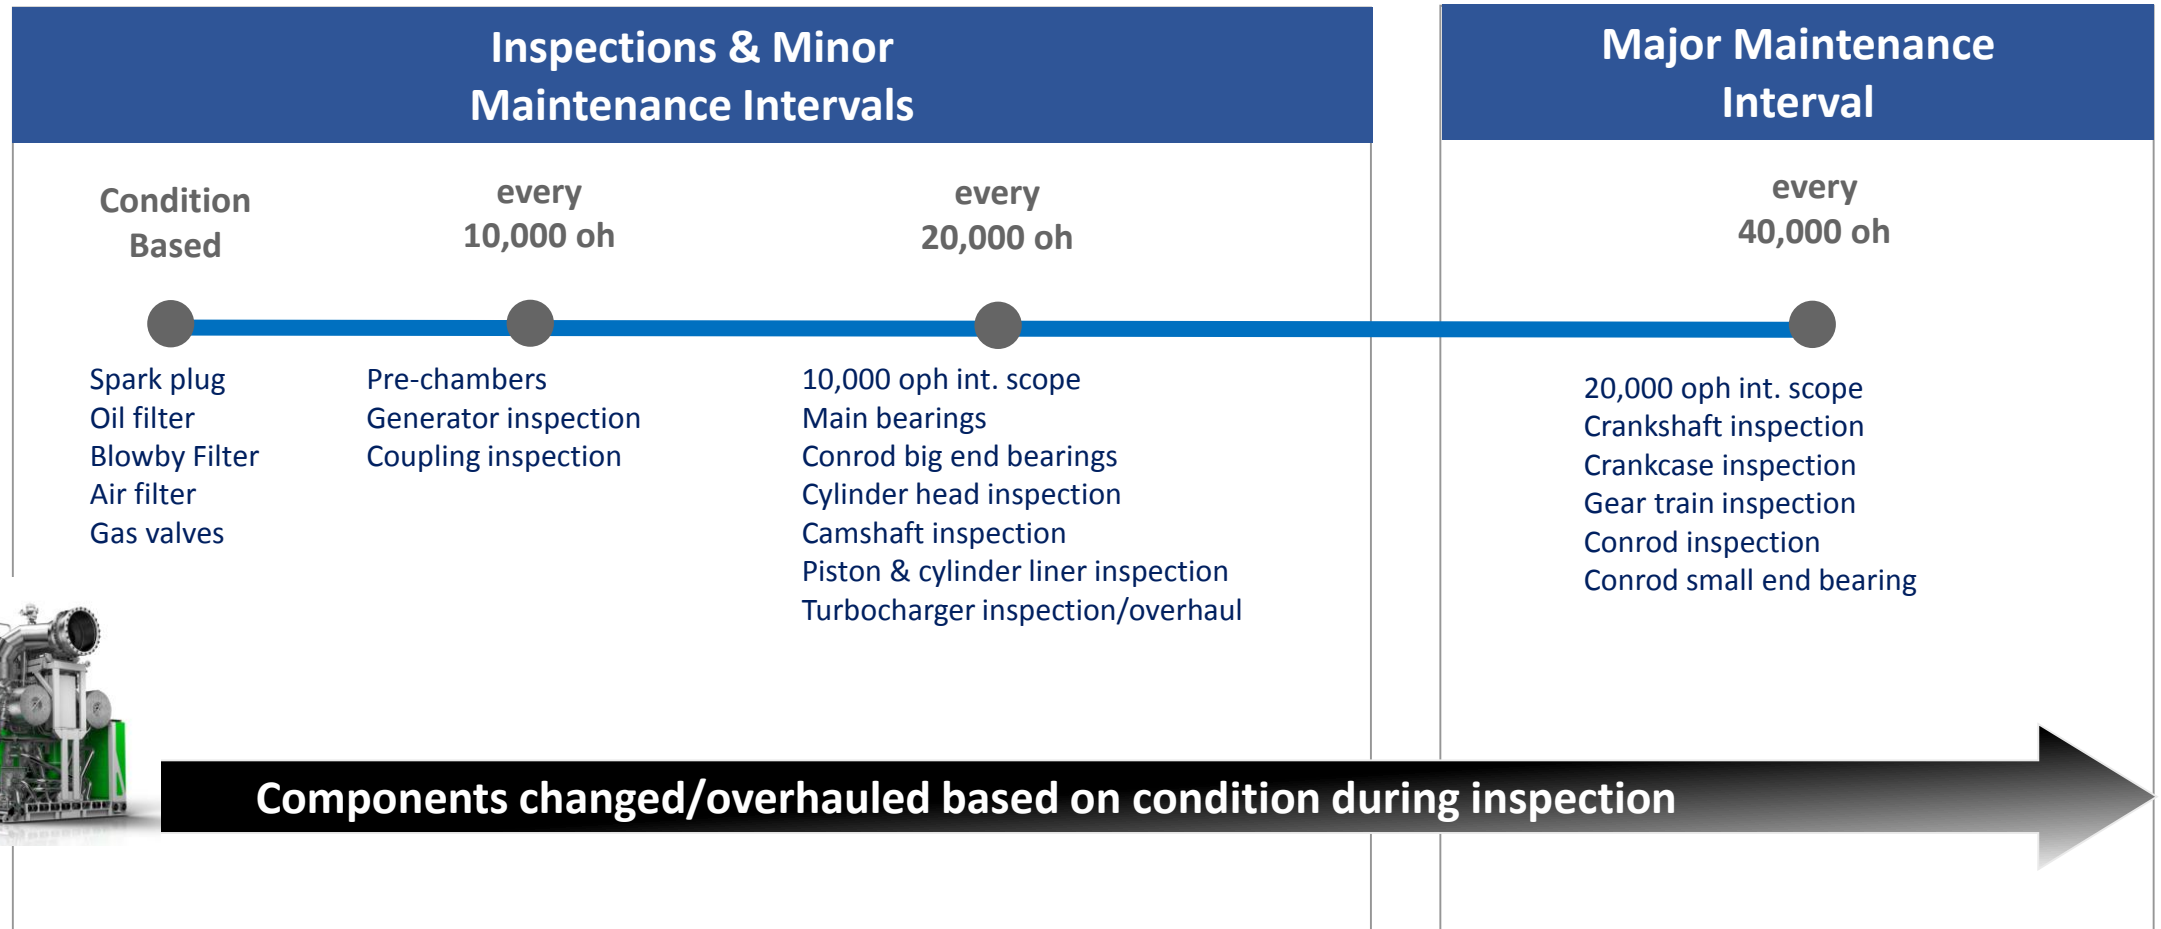 Inspections & Minor
Maintenance Intervals
Condition
Based
Spark plug
Oil filter
Blowby Filter
Air filter
Gas valves
every
10,000 oh
Pre-chambers
Generator inspection
Coupling inspection
every
20,000 oh
10,000 oph int. scope
Main bearings
Conrod big end bearings
Cylinder head inspection
Camshaft inspection
Piston & cylinder liner inspection
Turbocharger inspection/overhaul
Major Maintenance
Interval
every
40,000 oh
20,000 oph int. scope
Crankshaft inspection
Crankcase inspection
Gear train inspection
Conrod inspection
Conrod small end bearing
Components changed/overhauled based on condition during inspection